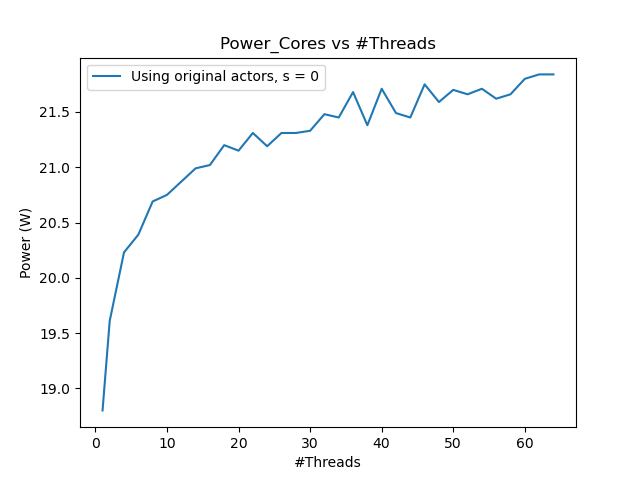 Power_Cores vs #Threads
Using original actors, s = 0
Power (W)
21.5
21.0
20.5
20.0
19.5
19.0
0 10 20 30 40 50 60
#Threads